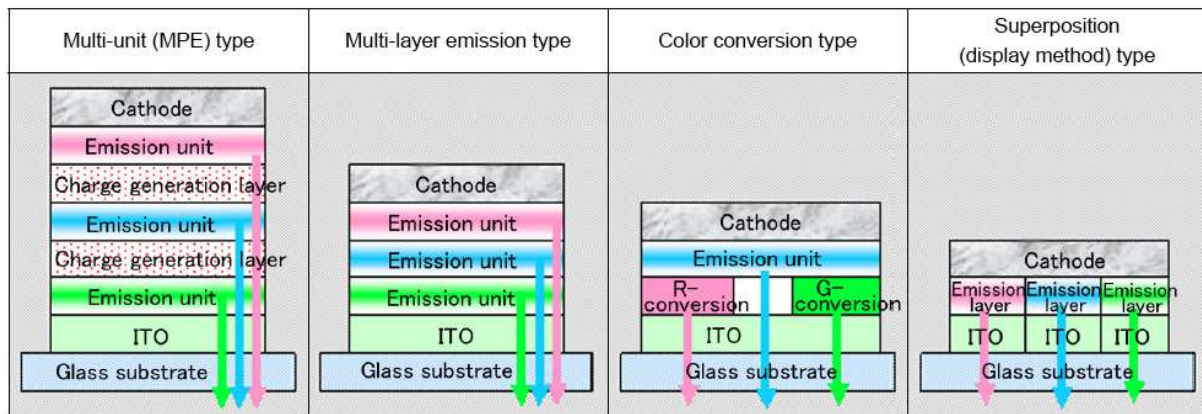 Multi-unit (MPE) type
Multi-layer emission type
Color conversion type
Superposition
(display method) type
Cathode
Emission unit
Charge generation layer
Emission unit
Charge generation layer
Emission unit
ITO
Glass substrate
Cathode
Emission unit
Emission unit
Emission unit
ITO
Glass substrate
Cathode
Emission unit
R-
conversion
G-
conversion
ITO
Glass substrate
Cathode
Emission
layer
Emission
layer
Emission
layer
ITO
ITO
ITO
Glass substrate